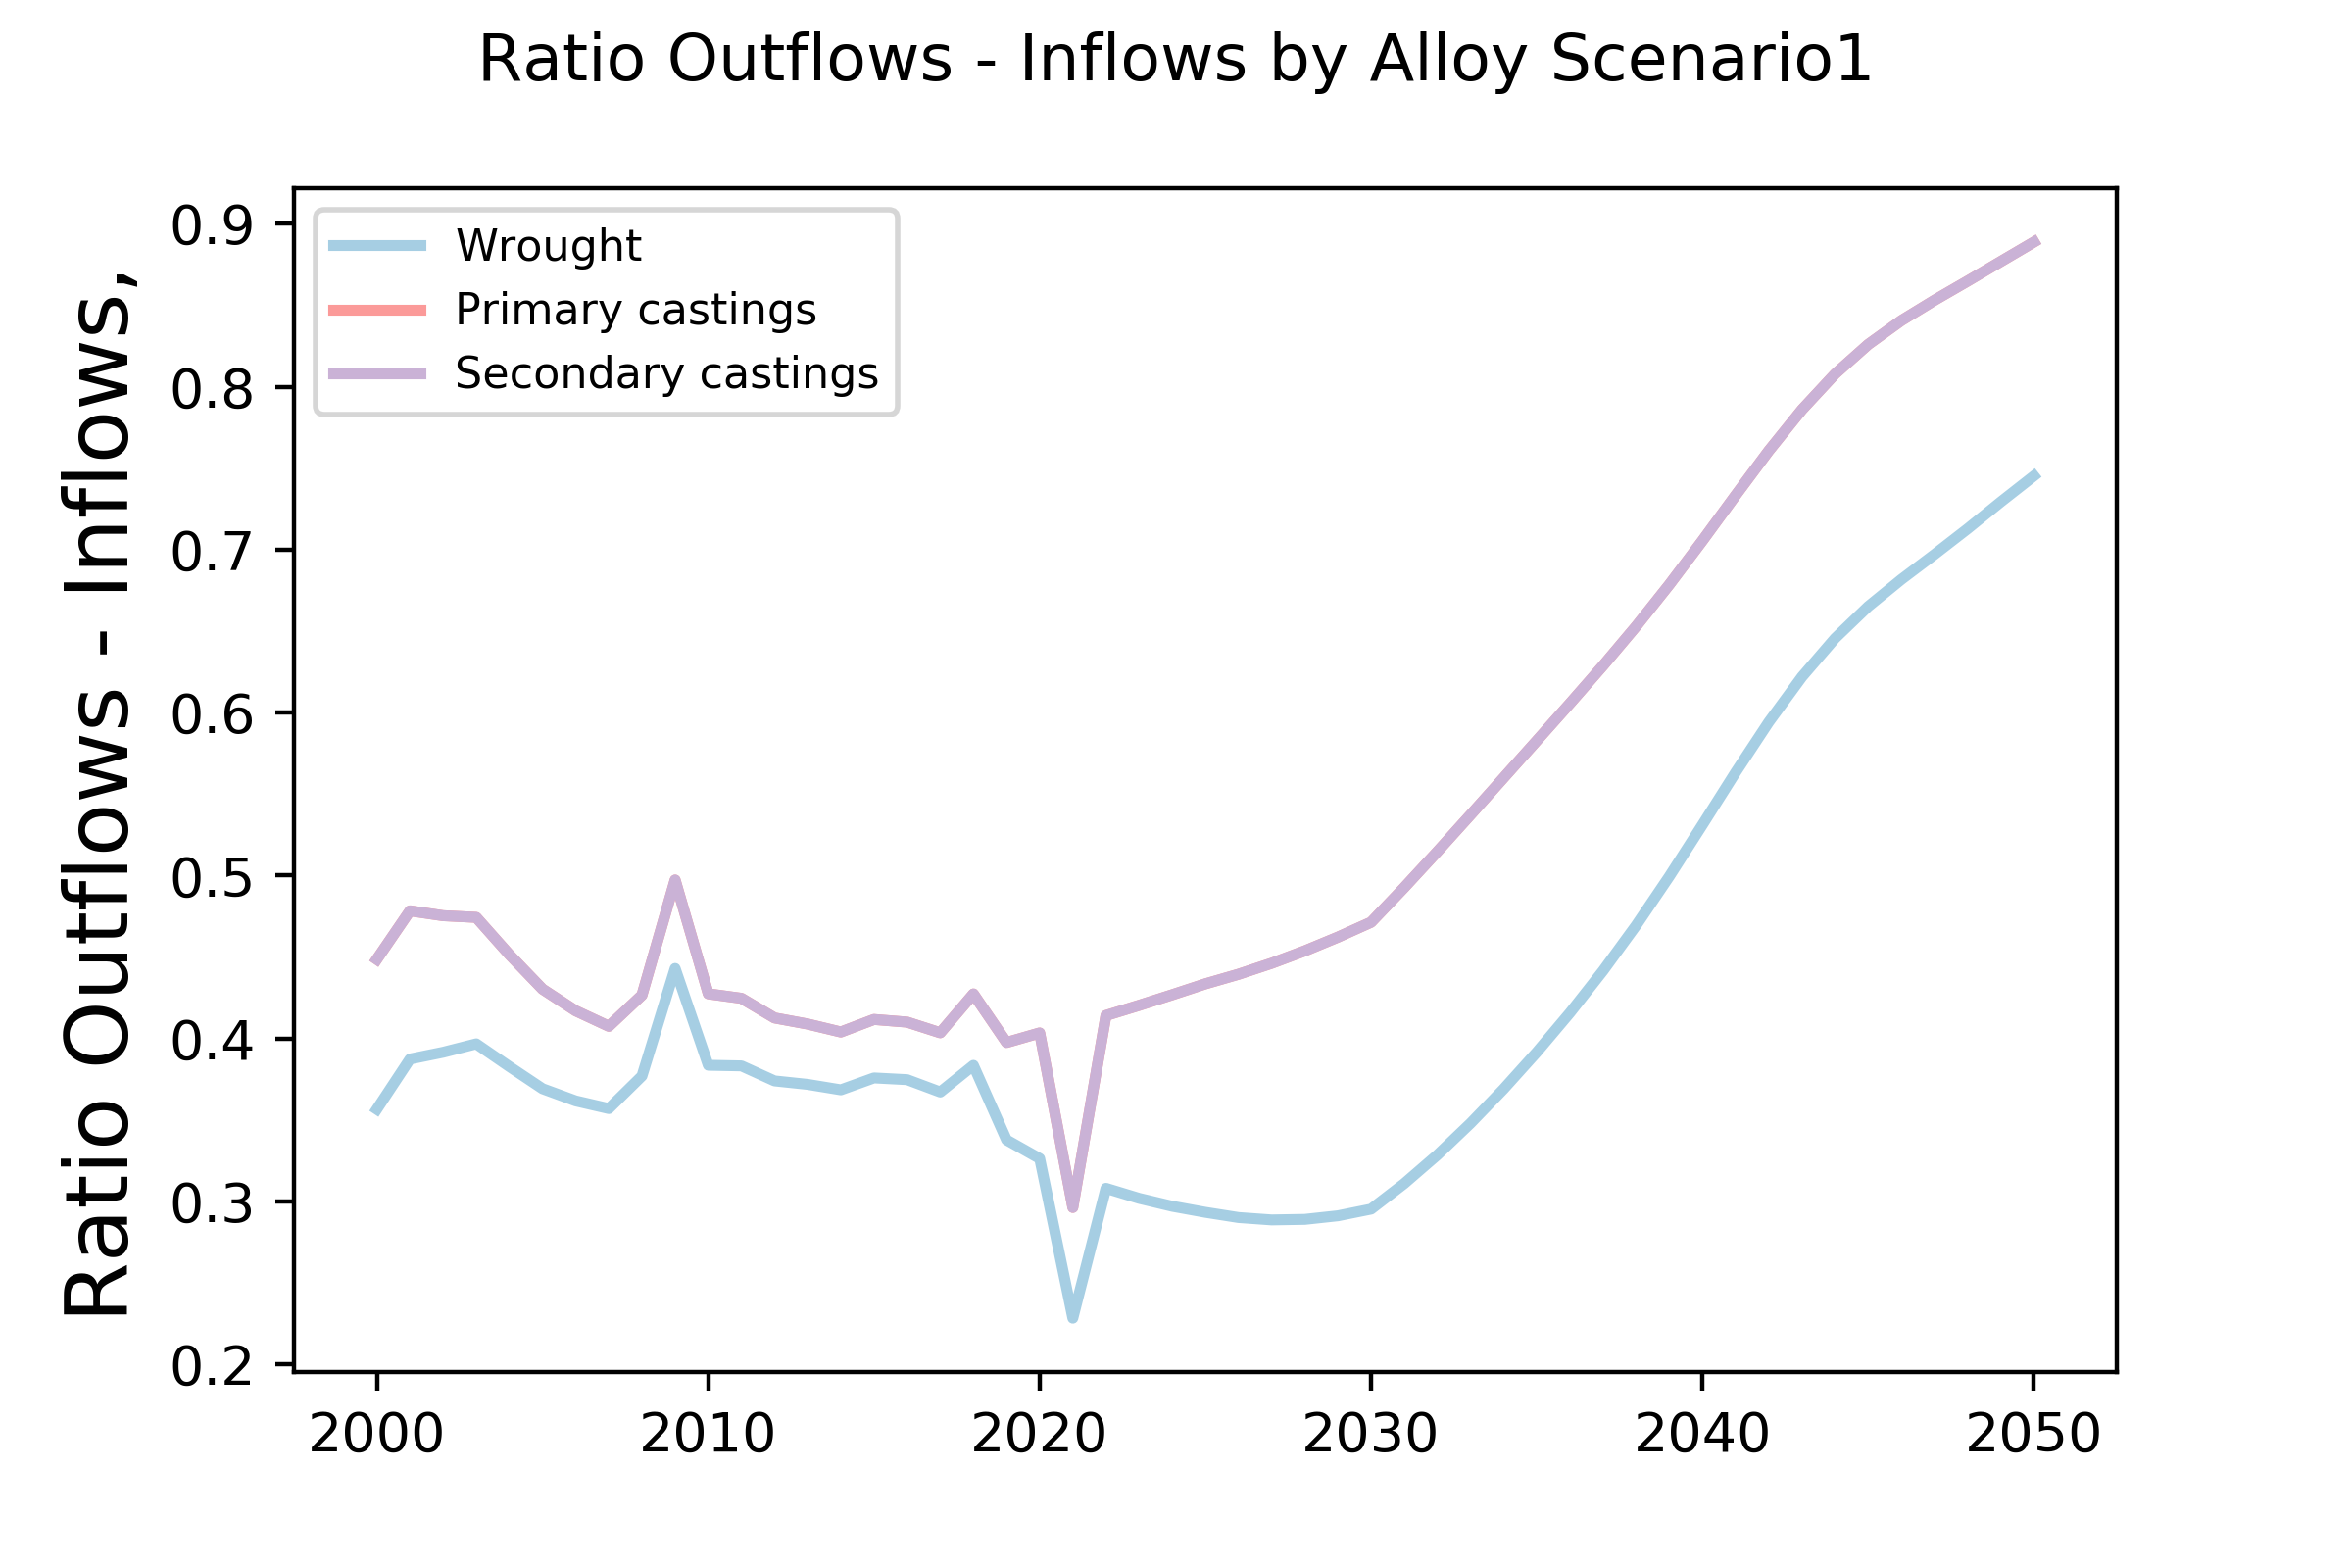 Ratio Outflows - Inflows by Alloy Scenario1
Ratio Outflows - Inflows,
0.9
0.8
0.7
0.6
0.5
0.4
0.3
0.2
Wrought
Primary castings
Secondary castings
2000 2010 2020 2030 2040 2050